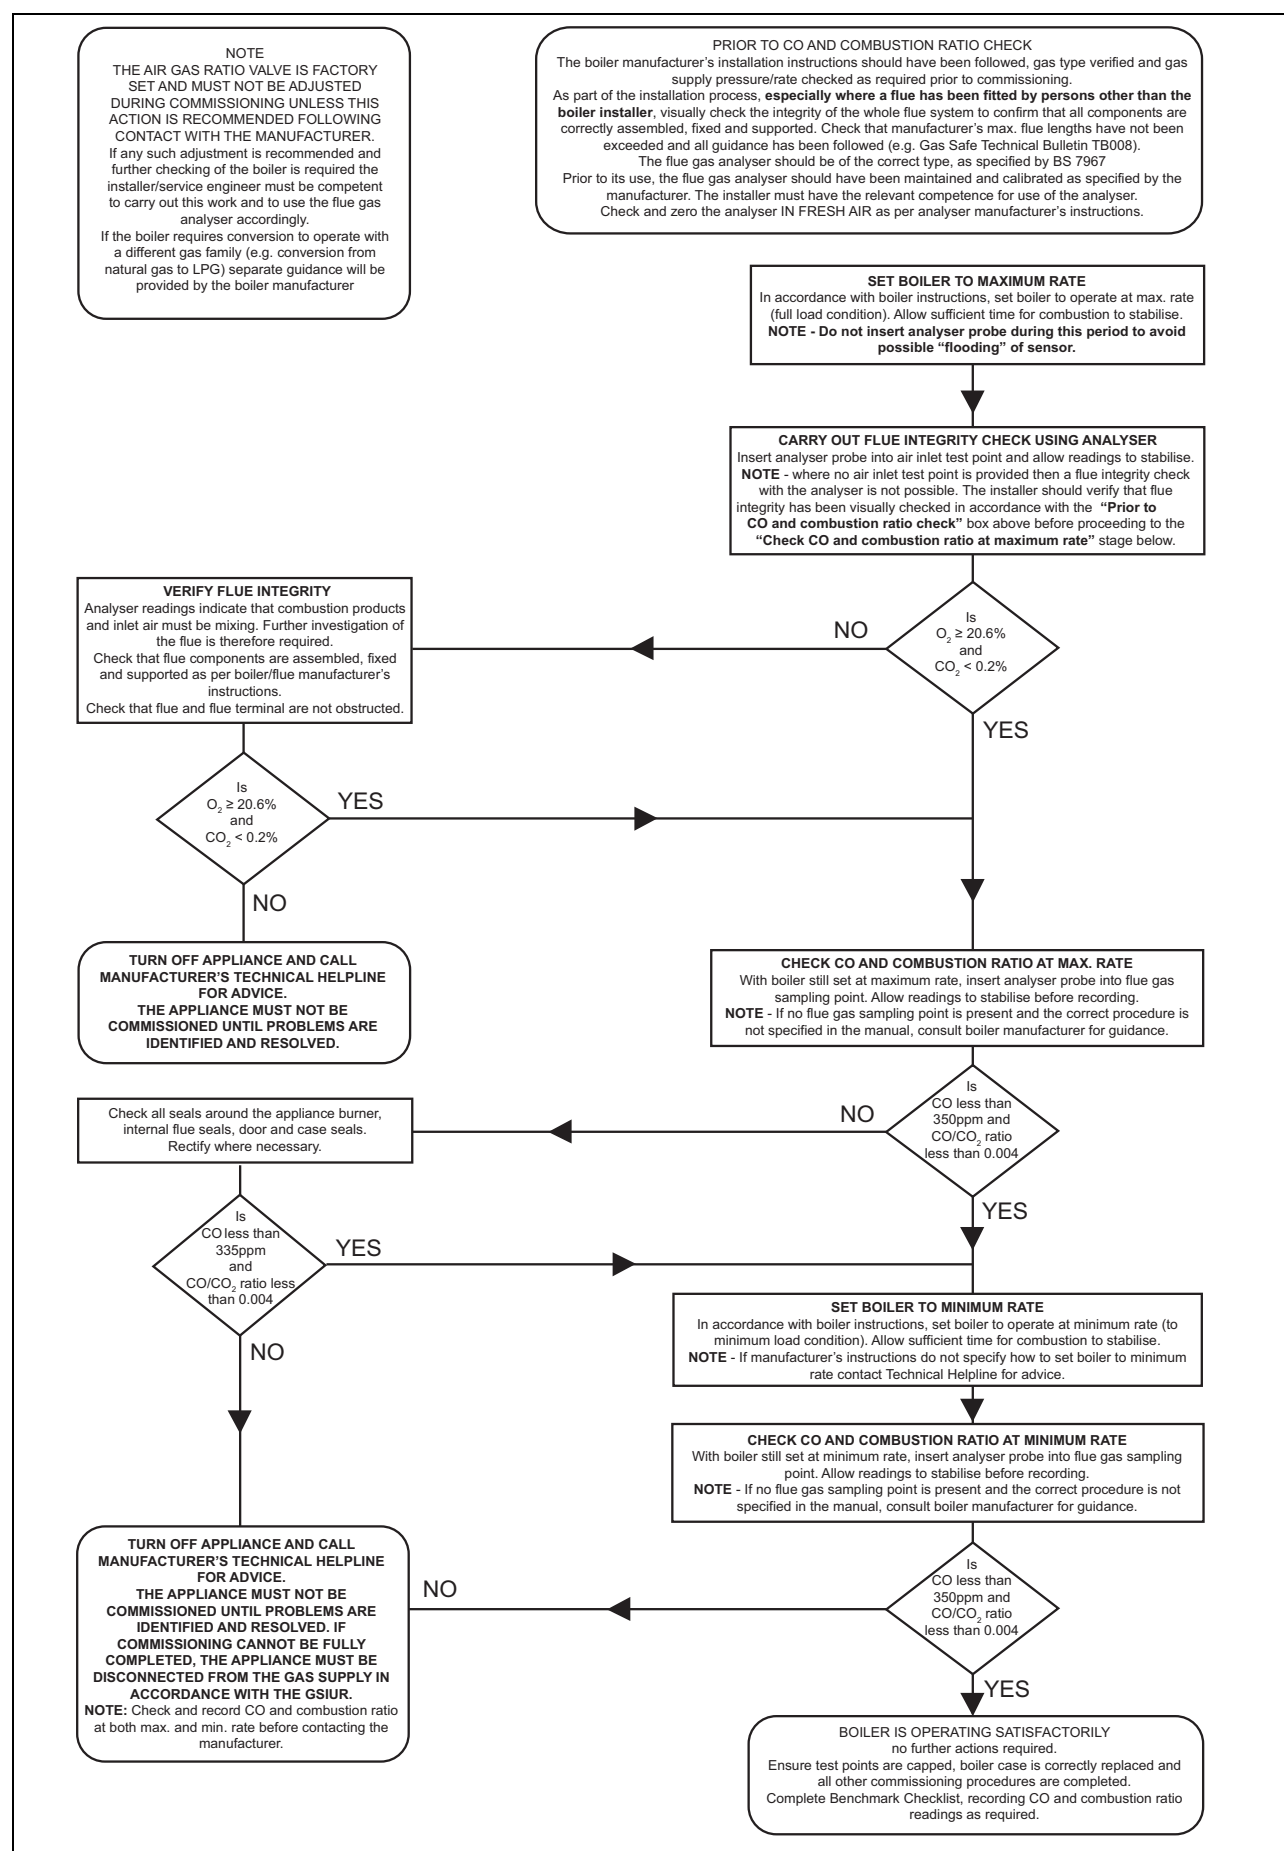 NOTE
THE AIR GAS RATIO VALVE IS FACTORY
SET AND MUST NOT BE ADJUSTED
DURING COMMISSIONING UNLESS THIS
ACTION IS RECOMMENDED FOLLOWING
CONTACT WITH THE MANUFACTURER.
If any such adjustment is recommended and
further checking of the boiler is required the
installer/service engineer must be competent
to carry out this work and to use the flue gas
analyser accordingly.
If the boiler requires conversion to operate with
a different gas family (e.g. conversion from
natural gas to LPG) separate guidance will be
provided by the boiler manufacturer
PRIOR TO CO AND COMBUSTION RATIO CHECK
The boiler manufacturer's installation instructions should have been followed, gas type verified and gas
supply pressure/rate checked as required prior to commissioning.
As part of the installation process, especially where a flue has been fitted by persons other than the
boiler installer, visually check the integrity of the whole flue system to confirm that all components are
correctly assembled, fixed and supported. Check that manufacturer's max. flue lengths have not been
exceeded and all guidance has been followed (e.g. Gas Safe Technical Bulletin TB008).
The flue gas analyser should be of the correct type, as specified by BS 7967
Prior to its use, the flue gas analyser should have been maintained and calibrated as specified by the
manufacturer. The installer must have the relevant competence for use of the analyser.
Check and zero the analyser IN FRESH AIR as per analyser manufacturer's instructions.
SET BOILER TO MAXIMUM RATE
In accordance with boiler instructions, set boiler to operate at max. rate
(full load condition). Allow sufficient time for combustion to stabilise.
NOTE - Do not insert analyser probe during this period to avoid
possible “flooding” of sensor.
CARRY OUT FLUE INTEGRITY CHECK USING ANALYSER
Insert analyser probe into air inlet test point and allow readings to stabilise.
NOTE - where no air inlet test point is provided then a flue integrity check
with the analyser is not possible. The installer should verify that flue
integrity has been visually checked in accordance with the “Prior to
CO and combustion ratio check” box above before proceeding to the
“Check CO and combustion ratio at maximum rate” stage below.
Is
O₂ ≥ 20.6%
and
CO₂ < 0.2%
NO
YES
VERIFY FLUE INTEGRITY
Analyser readings indicate that combustion products
and inlet air must be mixing. Further investigation of
the flue is therefore required.
Check that flue components are assembled, fixed
and supported as per boiler/flue manufacturer's
instructions.
Check that flue and flue terminal are not obstructed.
Is
O₂ ≥ 20.6%
and
CO₂ < 0.2%
YES
NO
TURN OFF APPLIANCE AND CALL
MANUFACTURER'S TECHNICAL HELPLINE
FOR ADVICE.
THE APPLIANCE MUST NOT BE
COMMISSIONED UNTIL PROBLEMS ARE
IDENTIFIED AND RESOLVED.
CHECK CO AND COMBUSTION RATIO AT MAX. RATE
With boiler still set at maximum rate, insert analyser probe into flue gas
sampling point. Allow readings to stabilise before recording.
NOTE - If no flue gas sampling point is present and the correct procedure is
not specified in the manual, consult boiler manufacturer for guidance.
Is
CO less than
350ppm and
CO/CO₂ ratio
less than 0.004
NO
YES
Check all seals around the appliance burner,
internal flue seals, door and case seals.
Rectify where necessary.
Is
CO less than
335ppm
and
CO/CO₂ ratio less
than 0.004
YES
NO
SET BOILER TO MINIMUM RATE
In accordance with boiler instructions, set boiler to operate at minimum rate (to
minimum load condition). Allow sufficient time for combustion to stabilise.
NOTE - If manufacturer's instructions do not specify how to set boiler to minimum
rate contact Technical Helpline for advice.
CHECK CO AND COMBUSTION RATIO AT MINIMUM RATE
With boiler still set at minimum rate, insert analyser probe into flue gas sampling
point. Allow readings to stabilise before recording.
NOTE - If no flue gas sampling point is present and the correct procedure is not
specified in the manual, consult boiler manufacturer for guidance.
Is
CO less than
350ppm and
CO/CO₂ ratio
less than 0.004
NO
YES
TURN OFF APPLIANCE AND CALL
MANUFACTURER'S TECHNICAL HELPLINE
FOR ADVICE.
THE APPLIANCE MUST NOT BE
COMMISSIONED UNTIL PROBLEMS ARE
IDENTIFIED AND RESOLVED. IF
COMMISSIONING CANNOT BE FULLY
COMPLETED, THE APPLIANCE MUST BE
DISCONNECTED FROM THE GAS SUPPLY IN
ACCORDANCE WITH THE GSIUR.
NOTE: Check and record CO and combustion ratio
at both max. and min. rate before contacting the
manufacturer.
BOILER IS OPERATING SATISFACTORILY
no further actions required.
Ensure test points are capped, boiler case is correctly replaced and
all other commissioning procedures are completed.
Complete Benchmark Checklist, recording CO and combustion ratio
readings as required.